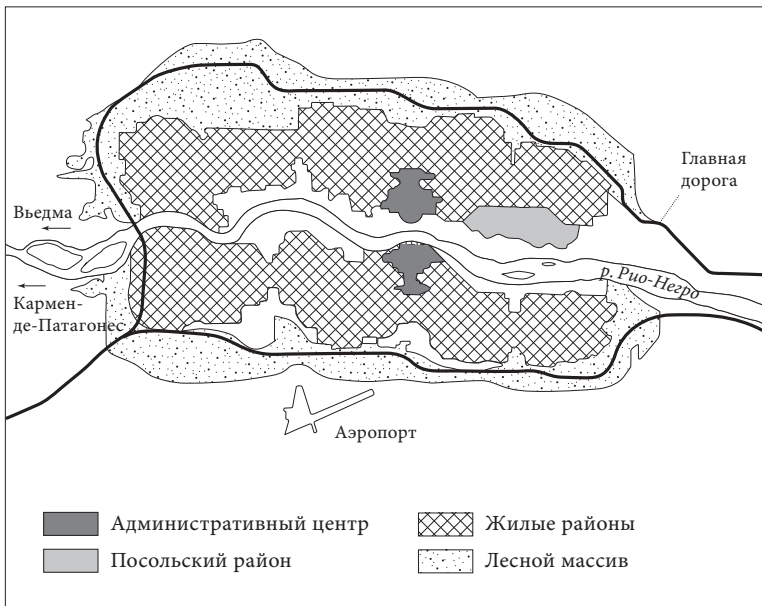 Главная
дорога
Вьедма
р. Рио-Негро
Кармен-
де-Патагонес
Аэропорт
Административный центр
Жилые районы
Посольский район
Лесной массив